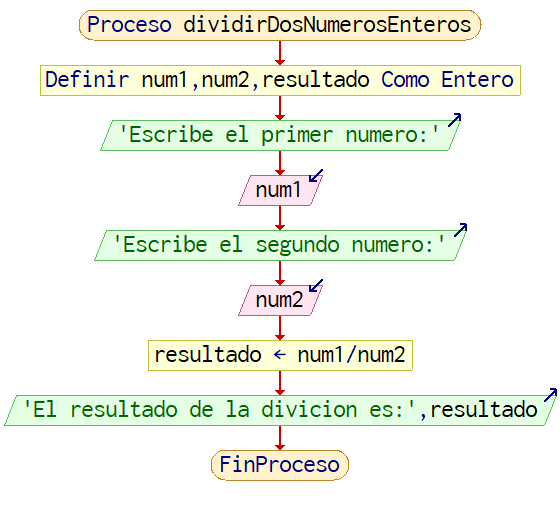 Proceso dividirDosNumerosEnteros
Definir num1,num2,resultado Como Entero
'Escribe el primer numero:'
num1
'Escribe el segundo numero:'
num2
resultado ← num1/num2
'El resultado de la divicion es:',resultado
FinProceso